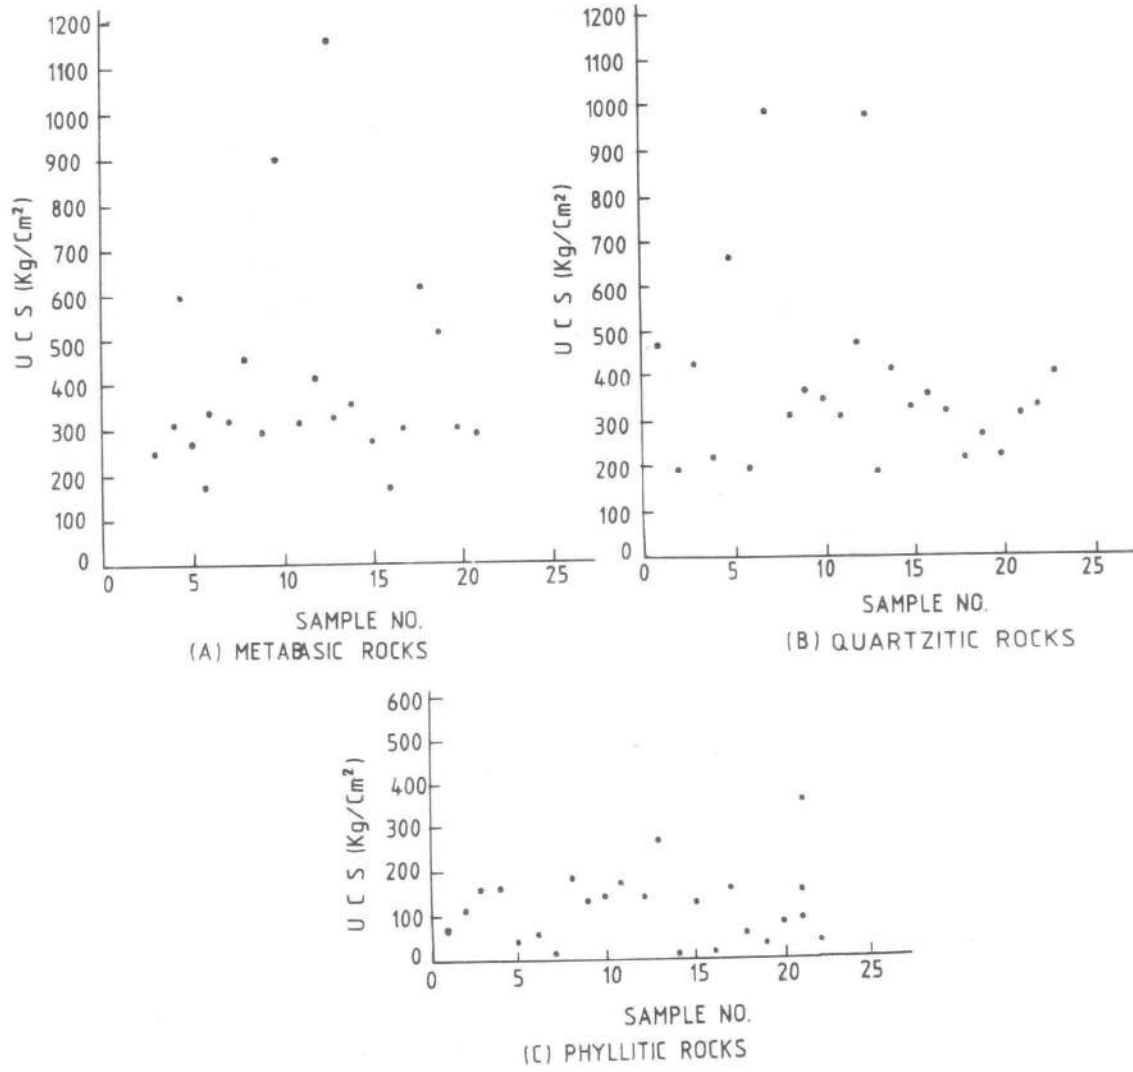 1200
1100
1000
900
800
700
600
500
400
300
200
100
0
U C S (Kg/Cm²)
0 5 10 15 20 25
SAMPLE NO.
(A) METABASIC ROCKS
1200
1100
1000
900
800
700
600
500
400
300
200
100
0
U C S (Kg/Cm²)
0 5 10 15 20 25
SAMPLE NO.
(B) QUARTZITIC ROCKS
600
500
400
300
200
100
0
U C S (Kg/Cm²)
0 5 10 15 20 25
SAMPLE NO.
(C) PHYLLITIC ROCKS